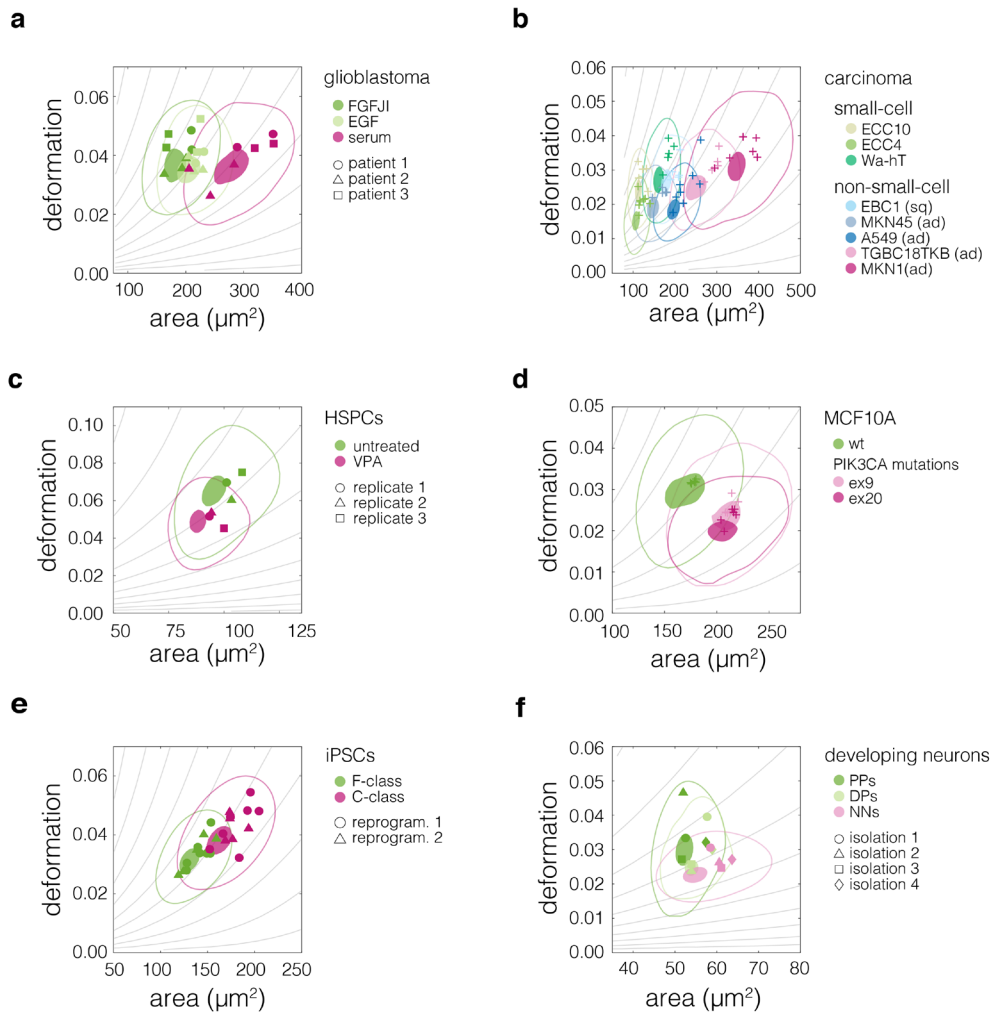 a
deformation
0.06
0.04
0.02
0.00
100
200
300
400
area (µm²)
glioblastoma
FGFJI
EGF
serum
patient 1
patient 2
patient 3
b
deformation
0.06
0.05
0.04
0.03
0.02
0.01
0.00
100
200
300
400
500
area (µm²)
carcinoma
small-cell
ECC10
ECC4
Wa-hT
non-small-cell
EBC1 (sq)
MKN45 (ad)
A549 (ad)
TGBC18TKB (ad)
MKN1(ad)
c
deformation
0.10
0.08
0.06
0.04
0.02
0.00
50
75
100
125
area (µm²)
HSPCs
untreated
VPA
replicate 1
replicate 2
replicate 3
d
deformation
0.05
0.04
0.03
0.02
0.01
0.00
100
150
200
250
area (µm²)
MCF10A
wt
PIK3CA mutations
ex9
ex20
e
deformation
0.06
0.04
0.02
0.00
50
100
150
200
250
area (µm²)
iPSCs
F-class
C-class
reprogram. 1
reprogram. 2
f
deformation
0.06
0.05
0.04
0.03
0.02
0.01
0.00
40
50
60
70
80
area (µm²)
developing neurons
PPs
DPs
NNs
isolation 1
isolation 2
isolation 3
isolation 4